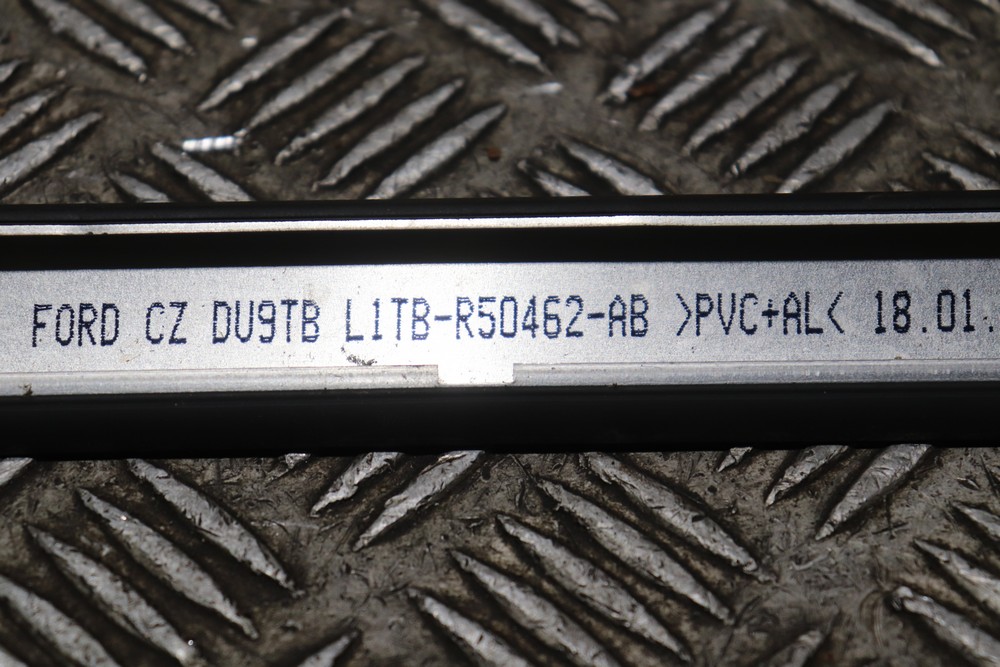 FORD CZ DU9TB L1TB-R50462-AB >PVC+AL< 18.01.